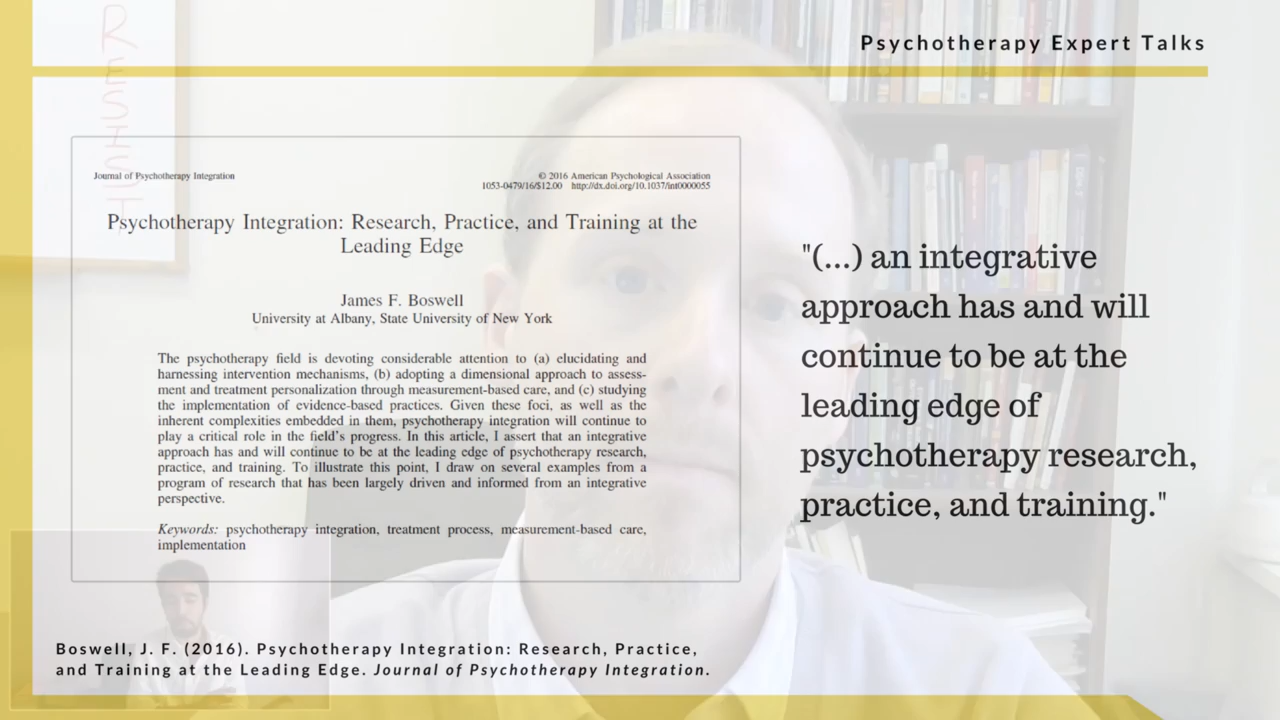 Psychotherapy Expert Talks
RESIST
Journal of Psychotherapy Integration
© 2016 American Psychological Association
1053-0479/16/$12.00 http://dx.doi.org/10.1037/int0000055
Psychotherapy Integration: Research, Practice, and Training at the
Leading Edge
James F. Boswell
University at Albany, State University of New York
The psychotherapy field is devoting considerable attention to (a) elucidating and
harnessing intervention mechanisms, (b) adopting a dimensional approach to assess-
ment and treatment personalization through measurement-based care, and (c) studying
the implementation of evidence-based practices. Given these foci, as well as the
inherent complexities embedded in them, psychotherapy integration will continue to
play a critical role in the field's progress. In this article, I assert that an integrative
approach has and will continue to be at the leading edge of psychotherapy research,
practice, and training. To illustrate this point, I draw on several examples from a
program of research that has been largely driven and informed from an integrative
perspective.
Keywords: psychotherapy integration, treatment process, measurement-based care,
implementation
"(...) an integrative
approach has and will
continue to be at the
leading edge of
psychotherapy research,
practice, and training."
Boswell, J. F. (2016). Psychotherapy Integration: Research, Practice,
and Training at the Leading Edge. Journal of Psychotherapy Integration.